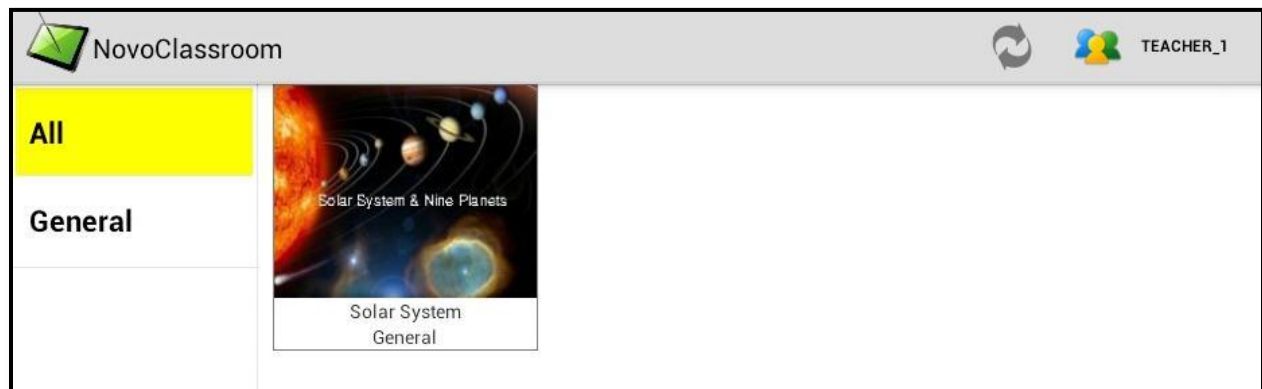 NovoClassroom
TEACHER_1
All
General
Solar System & Nine Planets
Solar System
General